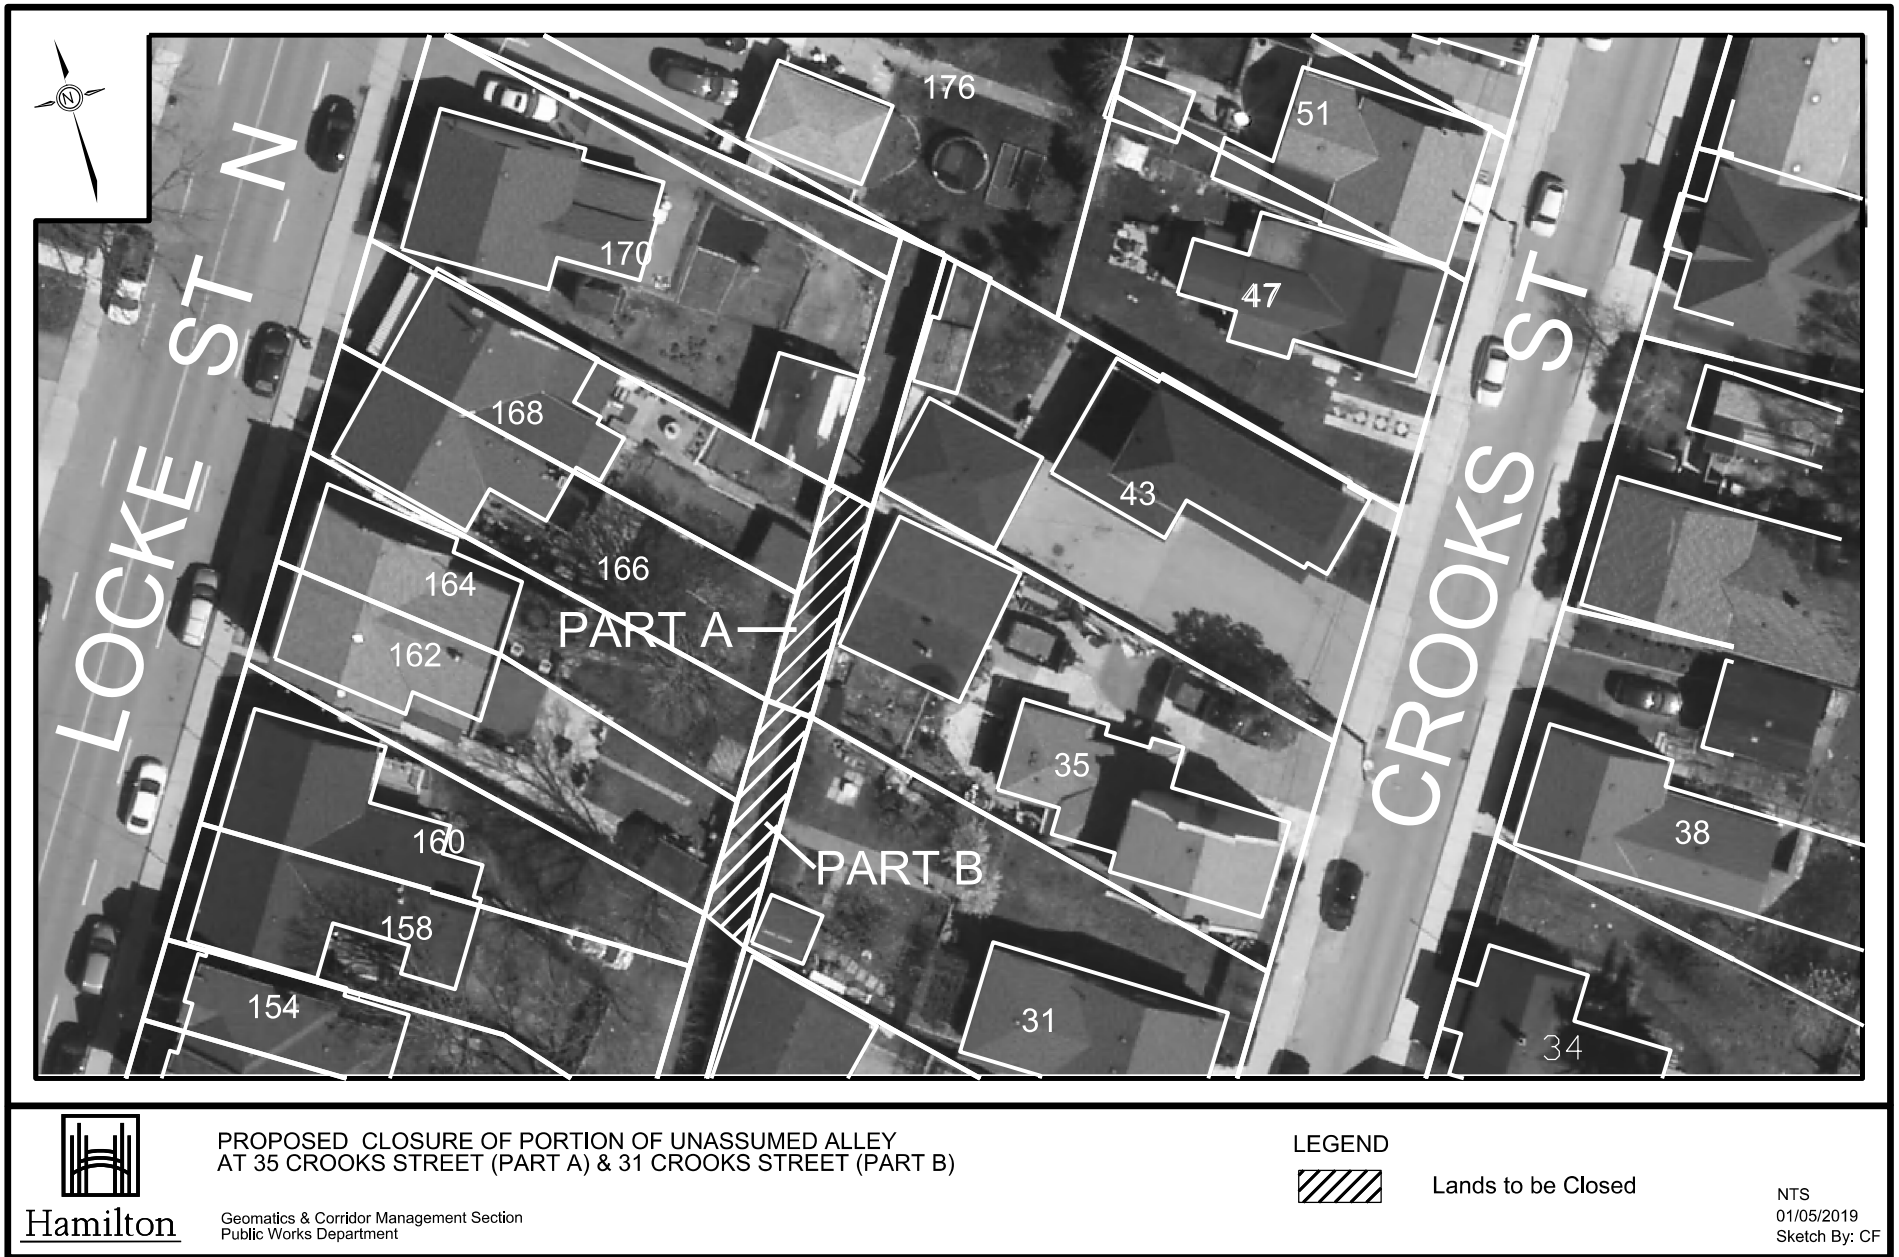 N
LOCKE ST N
CROOKS ST
176
51
170
47
168
43
166
164
PART A
162
35
160
PART B
38
158
154
31
34
PROPOSED CLOSURE OF PORTION OF UNASSUMED ALLEY
AT 35 CROOKS STREET (PART A) & 31 CROOKS STREET (PART B)
Hamilton
Geomatics & Corridor Management Section
Public Works Department
LEGEND
Lands to be Closed
NTS
01/05/2019
Sketch By: CF